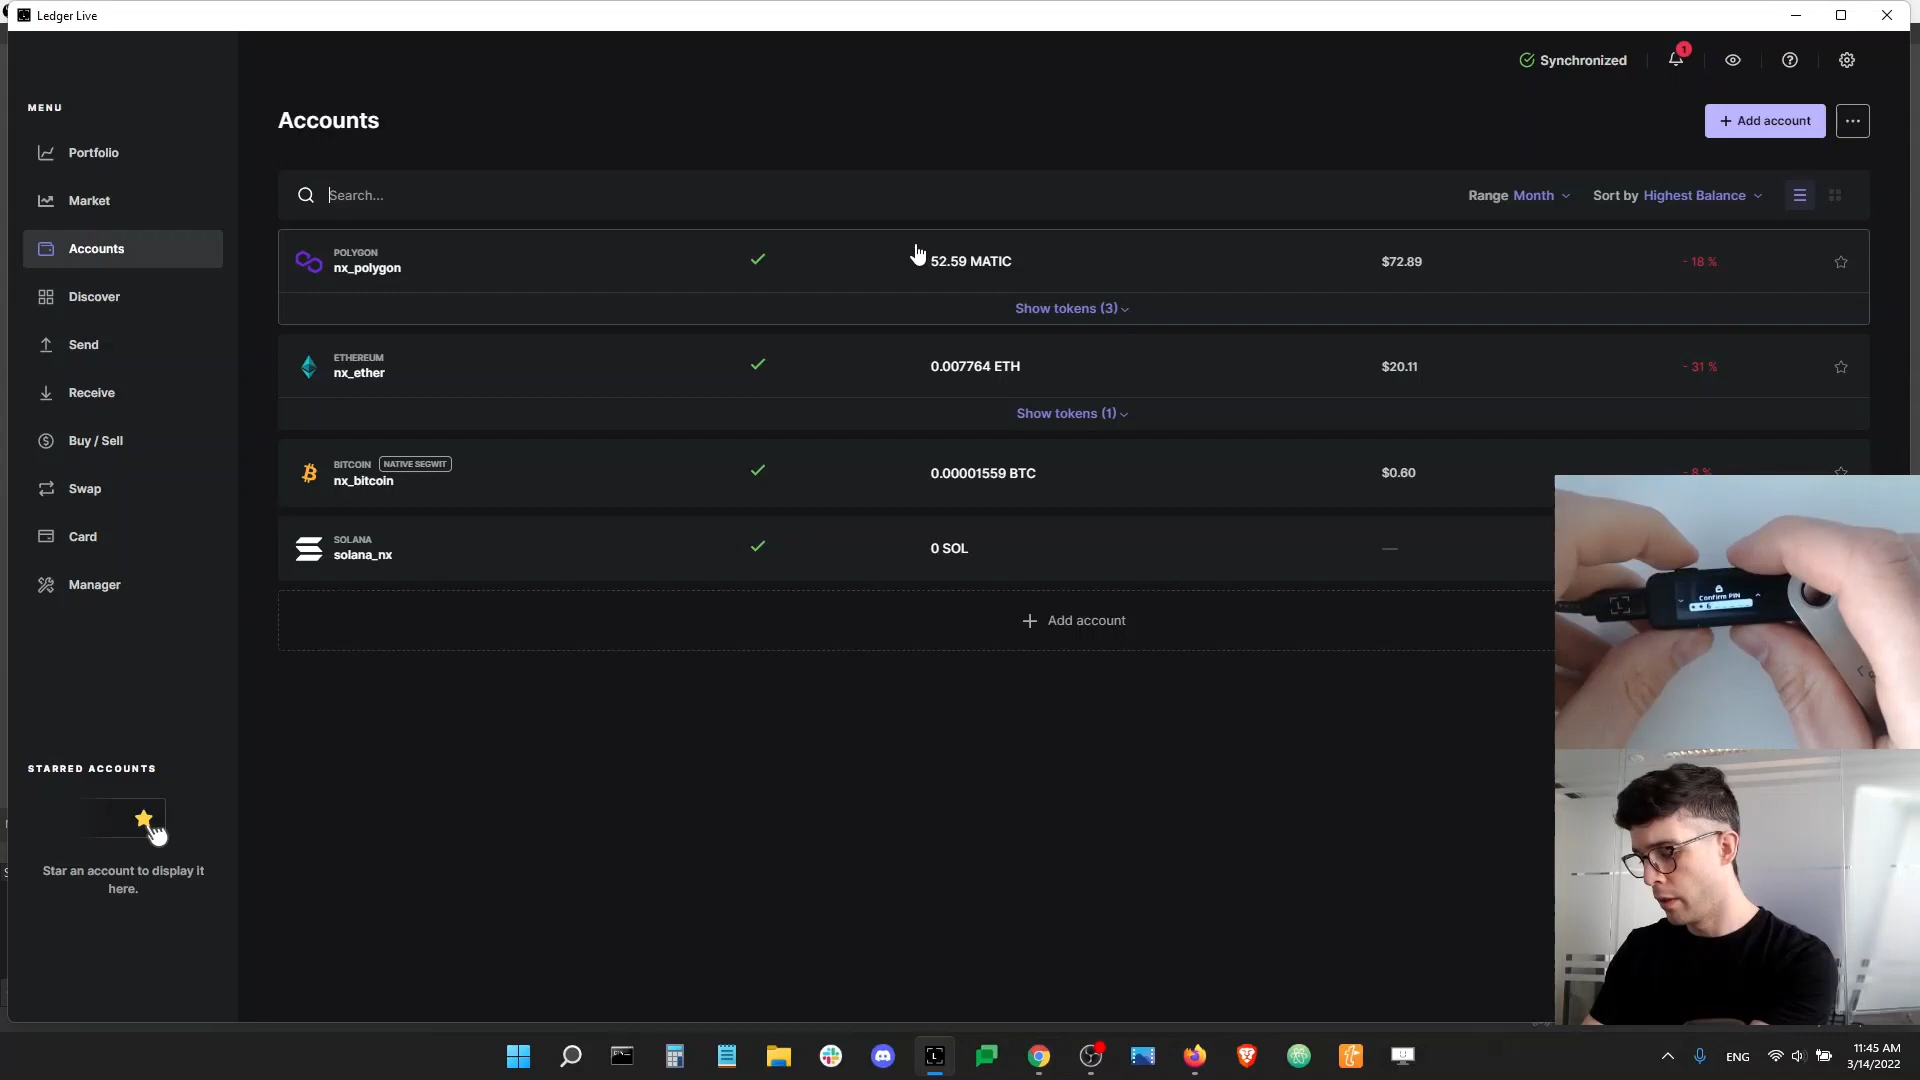 Ledger Live
Synchronized
1
MENU
Portfolio
Market
Accounts
Discover
Send
Receive
Buy / Sell
Swap
Card
Manager
STARRED ACCOUNTS
Star an account to display it
here.
Accounts
+ Add account
Search...
Range Month
Sort by Highest Balance
POLYGON
nx_polygon
52.59 MATIC
$72.89
- 18 %
Show tokens (3)
ETHEREUM
nx_ether
0.007764 ETH
$20.11
- 31 %
Show tokens (1)
BITCOIN NATIVE SEGWIT
nx_bitcoin
0.00001559 BTC
$0.60
- 8 %
SOLANA
solana_nx
0 SOL
—
+ Add account
Confirm PIN
ENG
11:45 AM
3/14/2022